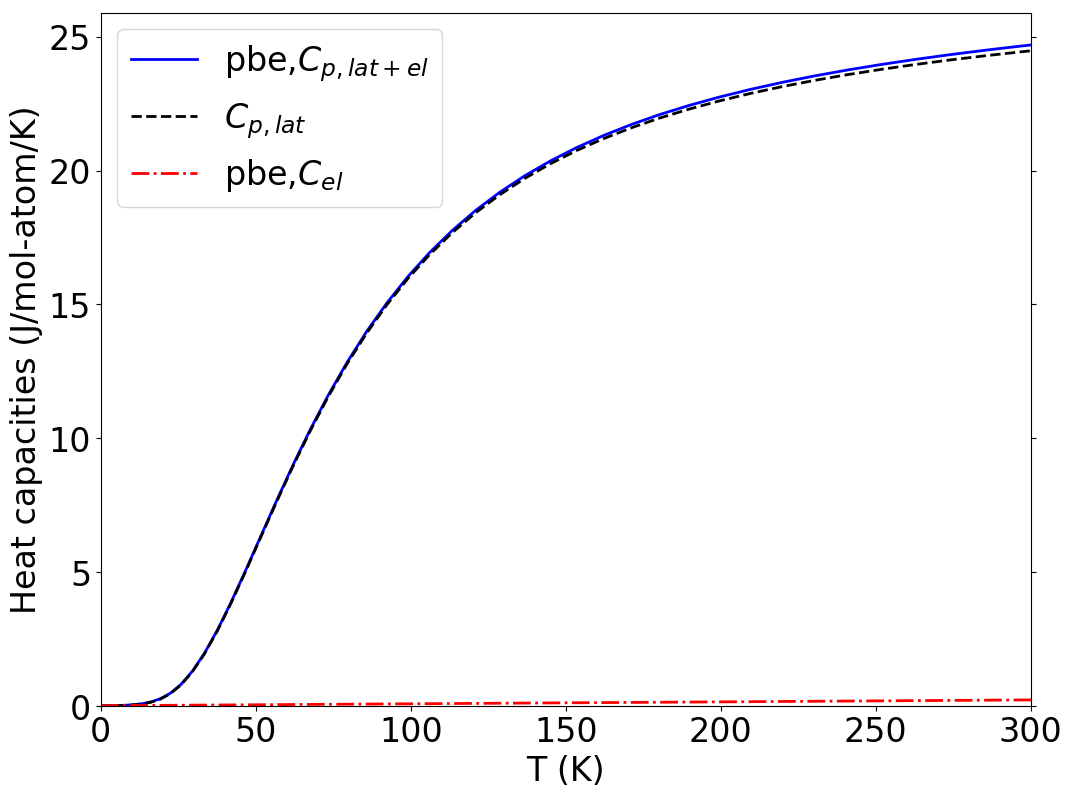 Heat capacities (J/mol-atom/K)
25
20
15
10
5
0
pbe,C_{p,lat+el}
C_{p,lat}
pbe,C_{el}
0 50 100 150 200 250 300
T (K)